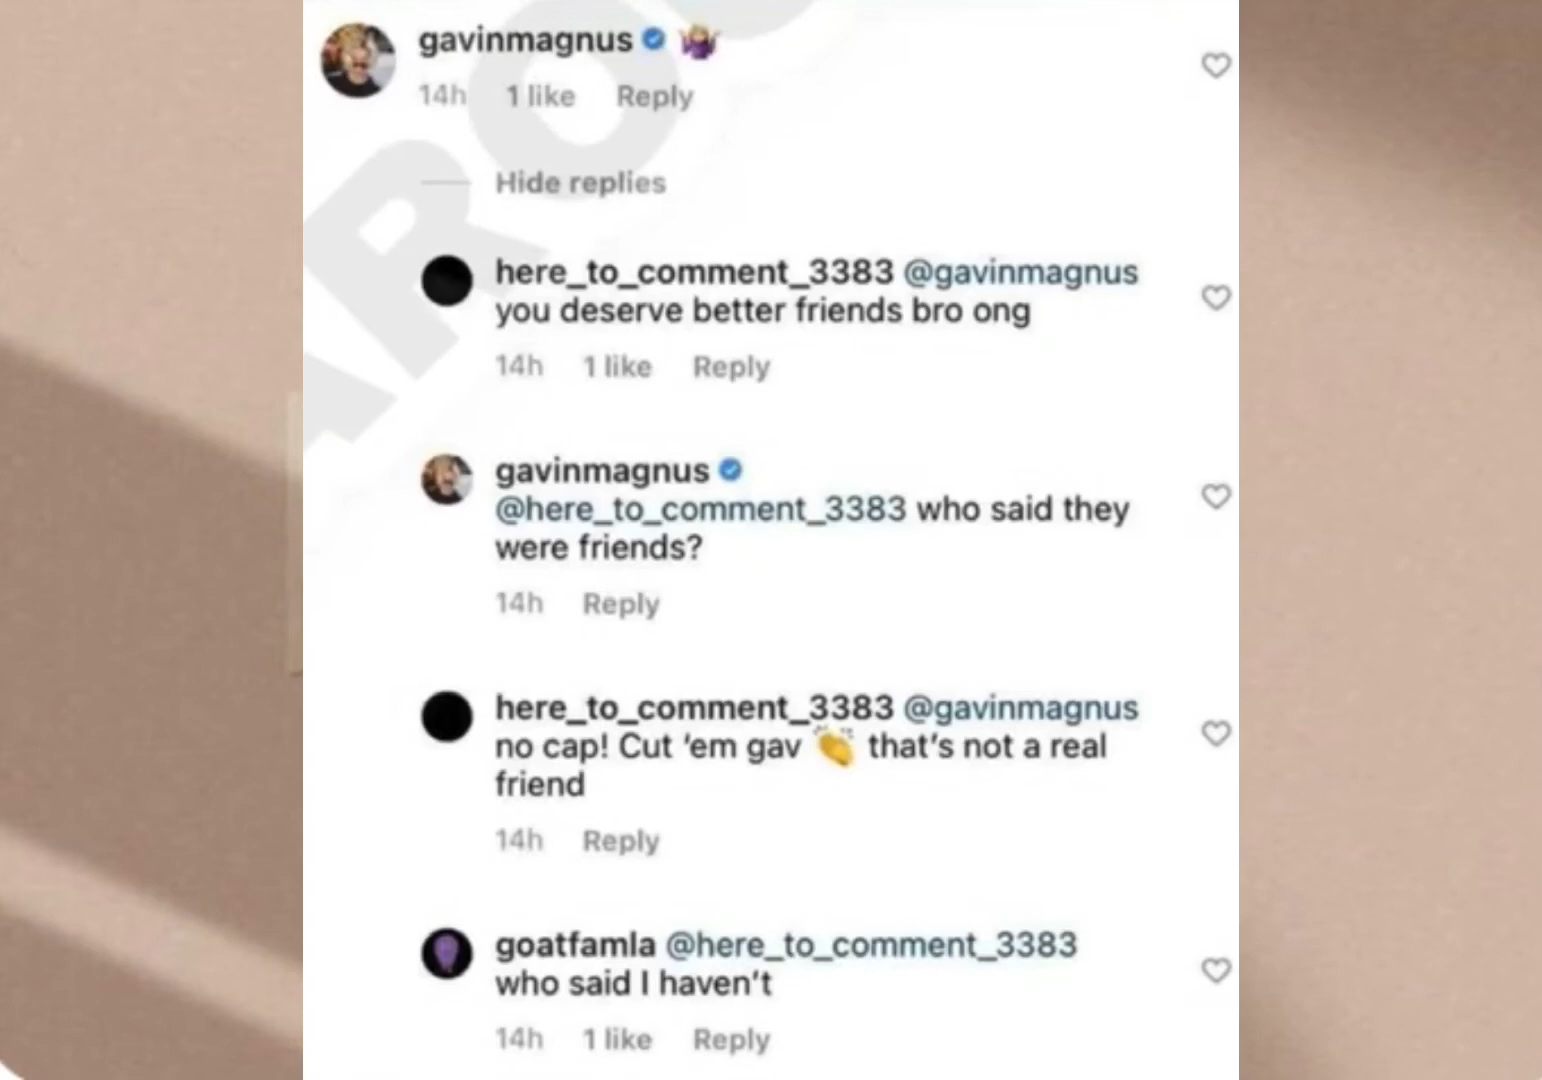 gavinmagnus 🤷
14h 1 like Reply
Hide replies
here_to_comment_3383 @gavinmagnus
you deserve better friends bro ong
14h 1 like Reply
gavinmagnus
@here_to_comment_3383 who said they
were friends?
14h Reply
here_to_comment_3383 @gavinmagnus
no cap! Cut ’em gav 👏 that’s not a real
friend
14h Reply
goatfamla @here_to_comment_3383
who said I haven’t
14h 1 like Reply